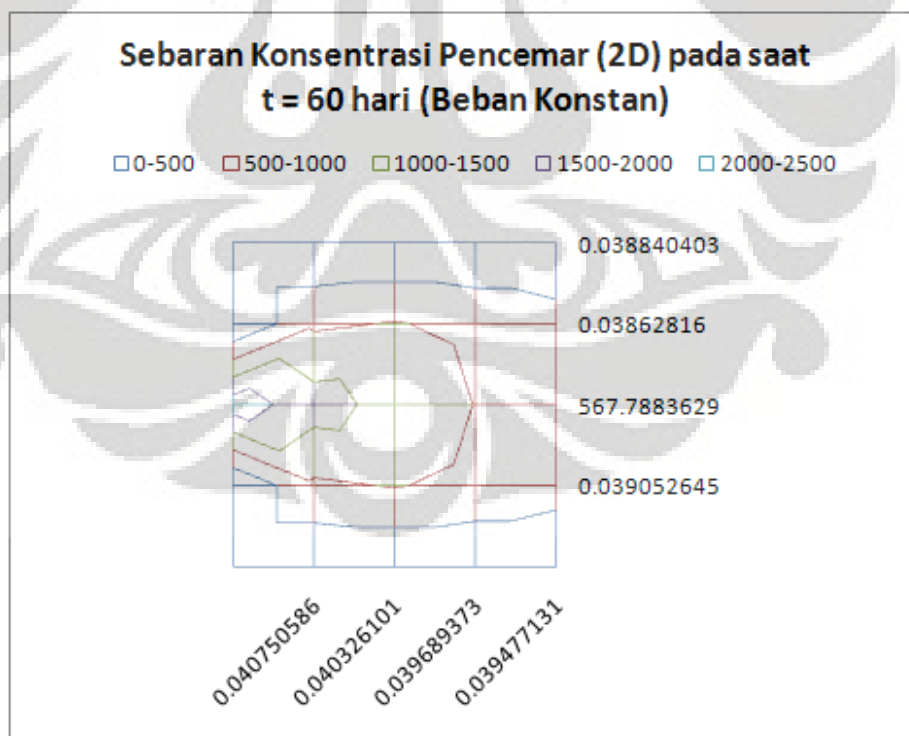 Sebaran Konsentrasi Pencemar (2D) pada saat
t = 60 hari (Beban Konstan)
0-500 500-1000 1000-1500 1500-2000 2000-2500
0.038840403
0.03862816
567.7883629
0.039052645
0.040750586
0.040326101
0.039689373
0.039477131